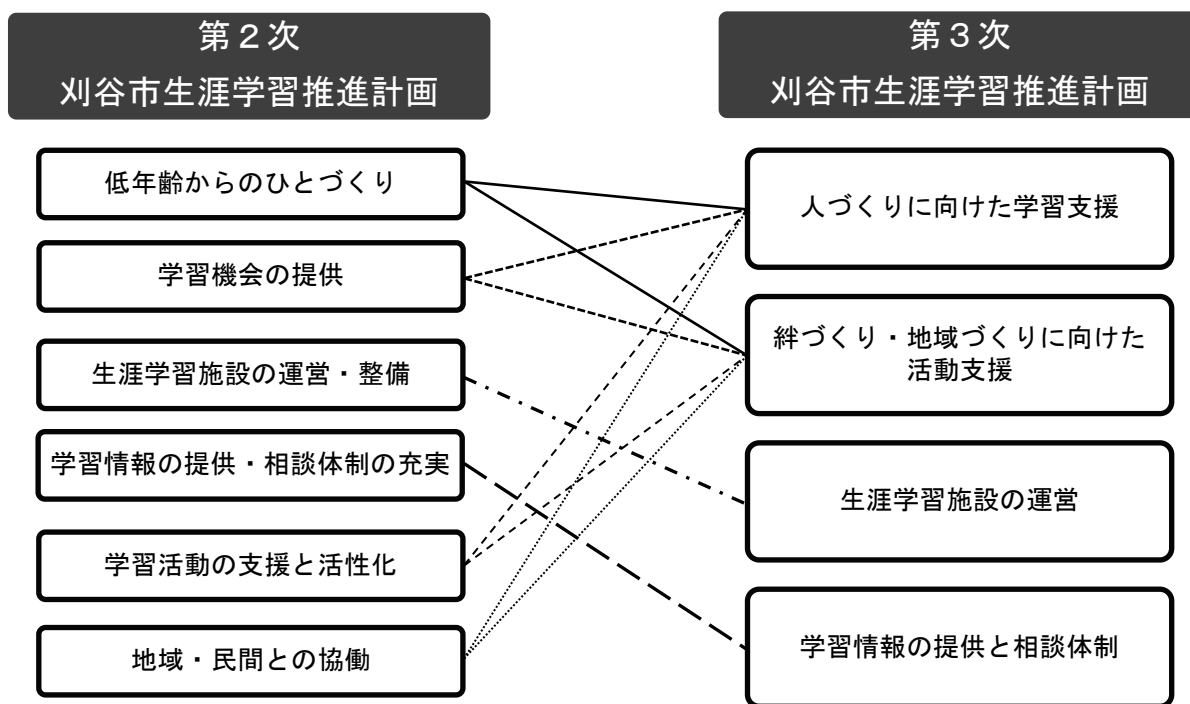 第２次
刈谷市生涯学習推進計画
低年齢からのひとづくり
学習機会の提供
生涯学習施設の運営・整備
学習情報の提供・相談体制の充実
学習活動の支援と活性化
地域・民間との協働
第３次
刈谷市生涯学習推進計画
人づくりに向けた学習支援
絆づくり・地域づくりに向けた
活動支援
生涯学習施設の運営
学習情報の提供と相談体制